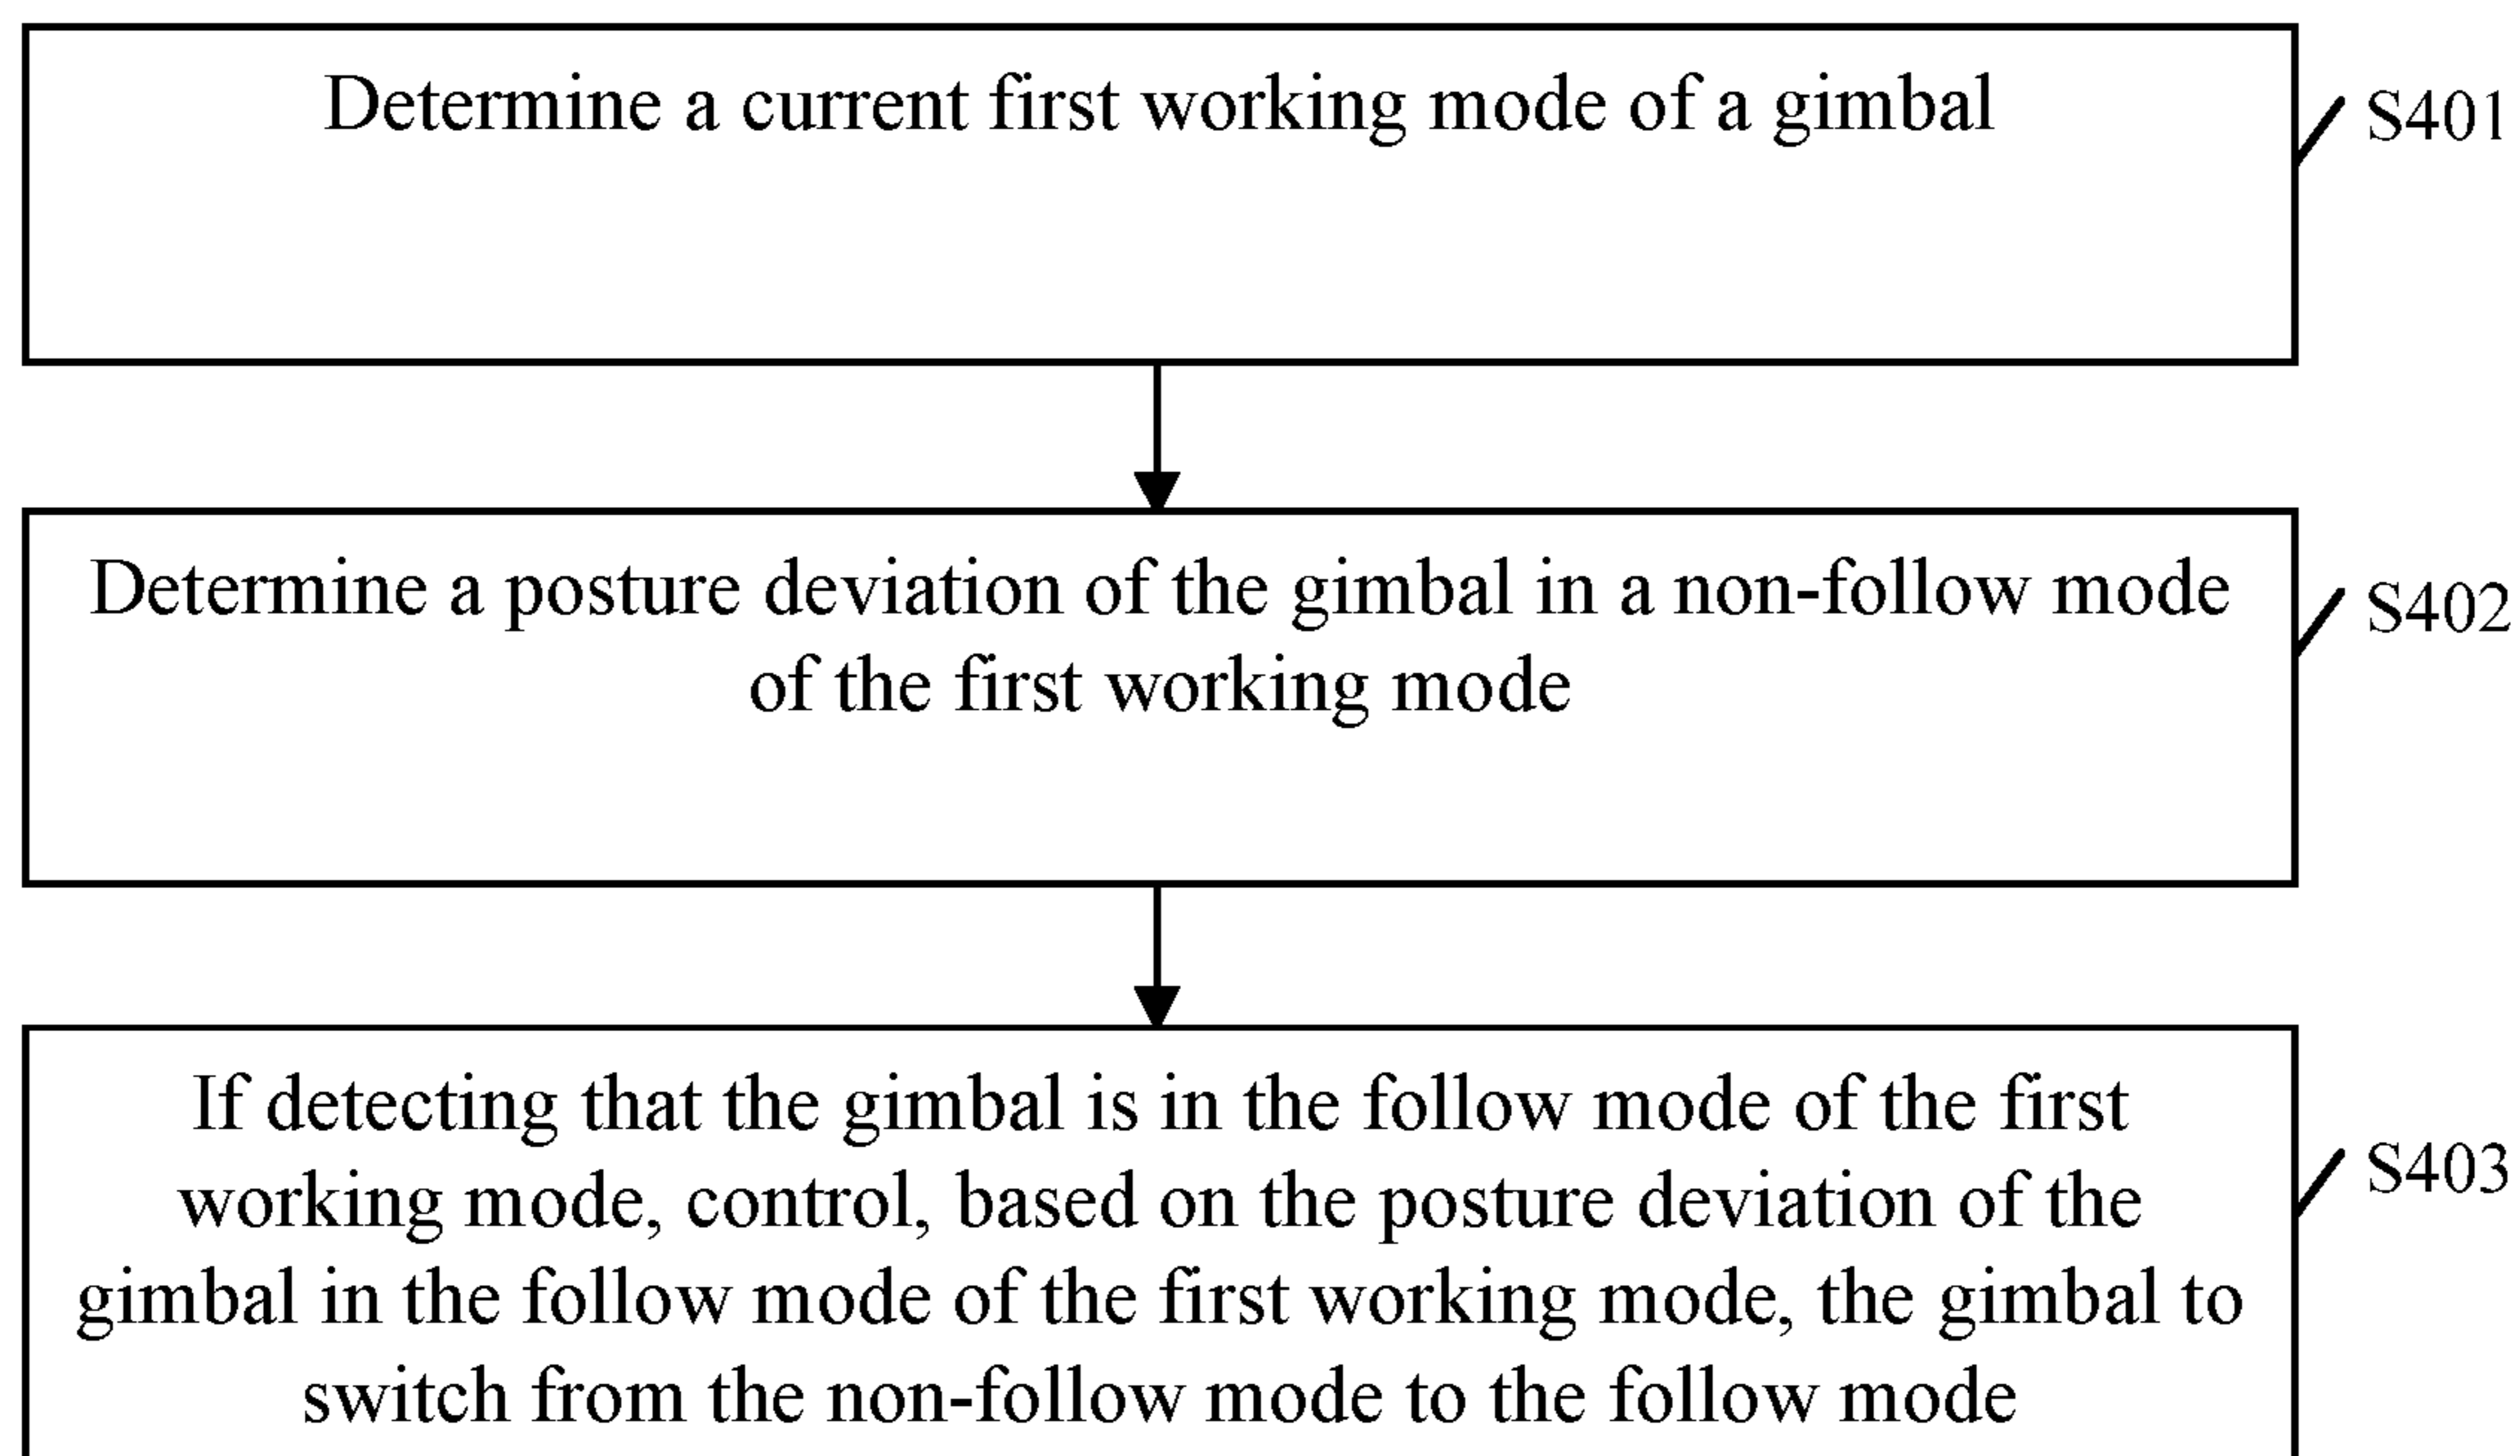 Determine a current first working mode of a gimbal
S401
Determine a posture deviation of the gimbal in a non-follow mode
of the first working mode
S402
If detecting that the gimbal is in the follow mode of the first
working mode, control, based on the posture deviation of the
gimbal in the follow mode of the first working mode, the gimbal to
switch from the non-follow mode to the follow mode
S403